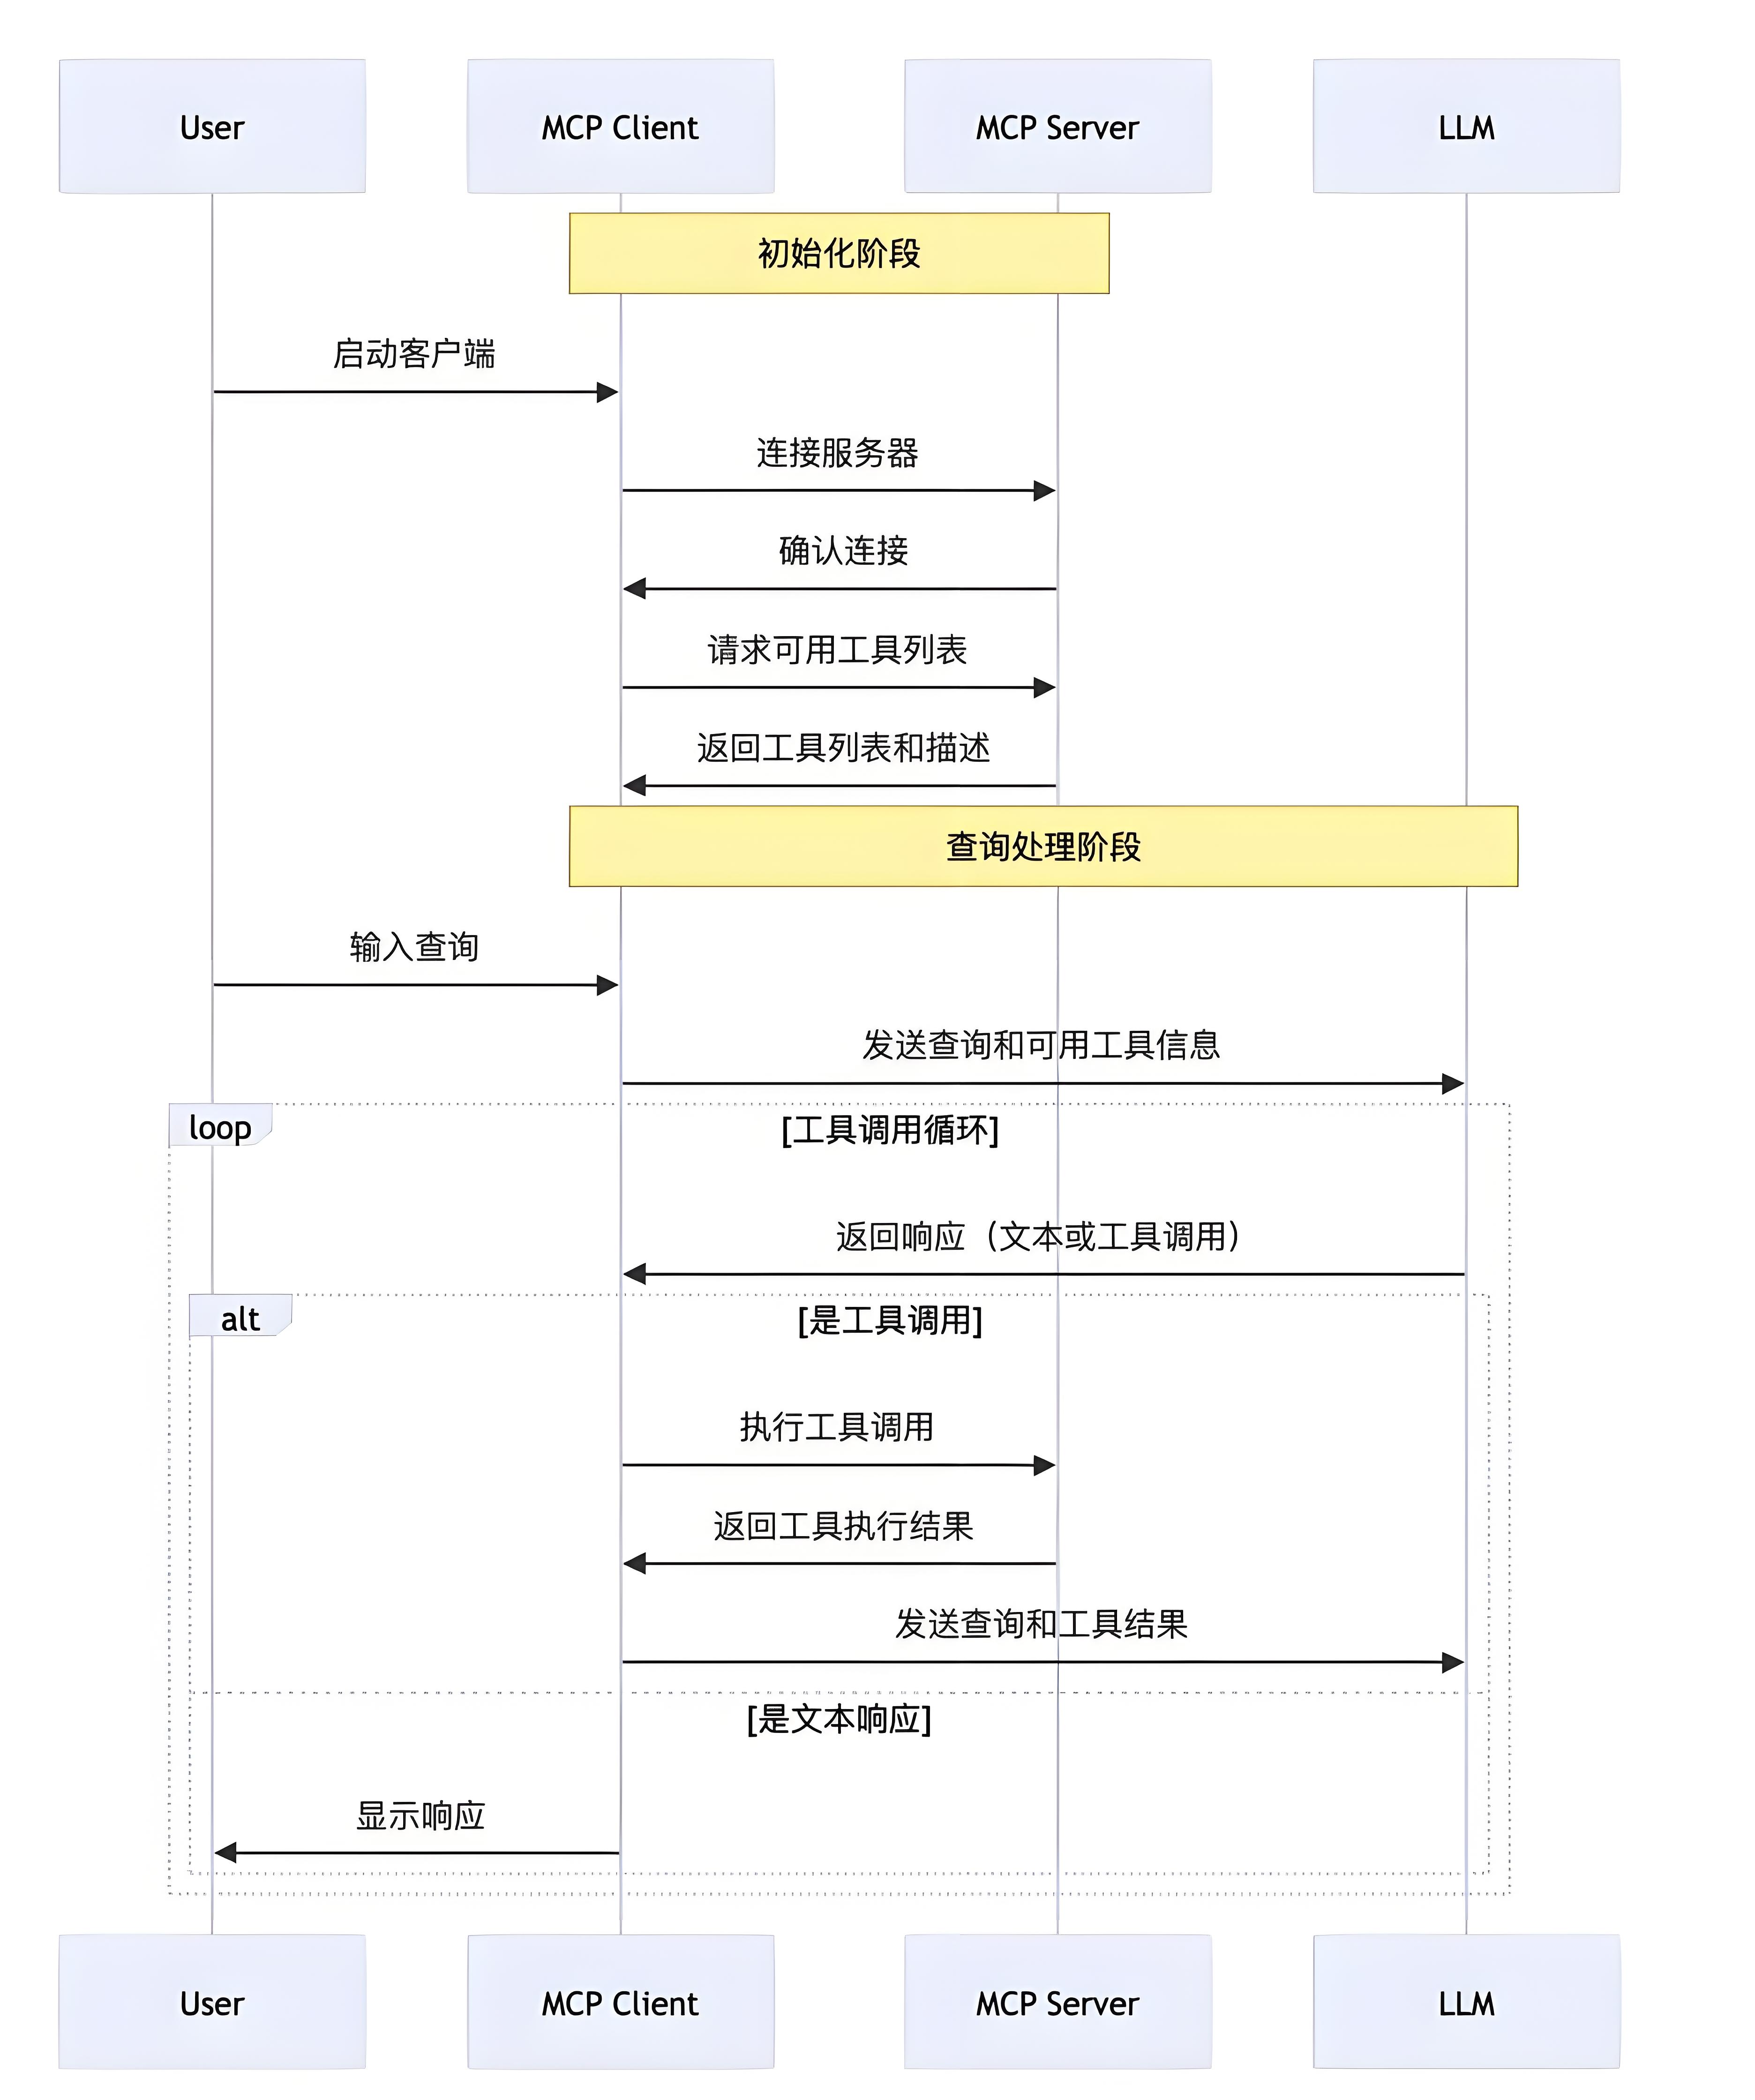 User
MCP Client
MCP Server
LLM
初始化阶段
启动客户端
连接服务器
确认连接
请求可用工具列表
返回工具列表和描述
查询处理阶段
输入查询
发送查询和可用工具信息
loop
[工具调用循环]
返回响应（文本或工具调用）
alt
[是工具调用]
执行工具调用
返回工具执行结果
发送查询和工具结果
[是文本响应]
显示响应
User
MCP Client
MCP Server
LLM